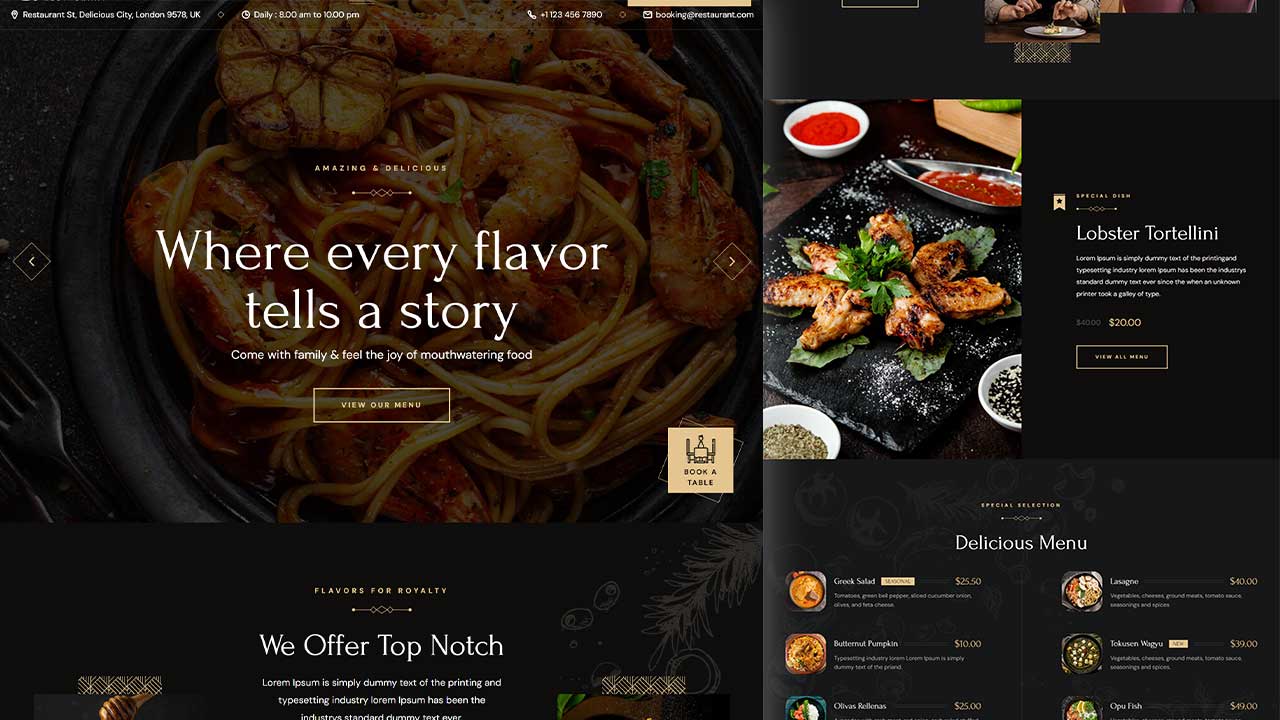 Restaurant St, Delicious City, London 9578, UK
Daily : 8.00 am to 10.00 pm
+1 123 456 7890
booking@restaurant.com
AMAZING & DELICIOUS
Where every flavor
tells a story
Come with family & feel the joy of mouthwatering food
VIEW OUR MENU
BOOK A
TABLE
FLAVORS FOR ROYALTY
We Offer Top Notch
Lorem Ipsum is simply dummy text of the printing and
typesetting industry lorem Ipsum has been the
industrys standard dummy text ever
SPECIAL DISH
Lobster Tortellini
Lorem Ipsum is simply dummy text of the printingand
typesetting industry lorem Ipsum has been the industrys
standard dummy text ever since the when an unknown
printer took a galley of type.
$40.00 $20.00
VIEW ALL MENU
SPECIAL SELECTION
Delicious Menu
Greek Salad SEASONAL $25.50
Tomatoes, green bell pepper, sliced cucumber onion,
olives, and feta cheese.
Butternut Pumpkin $10.00
Typesetting industry lorem Lorem Ipsum is simply
dummy text of the priand.
Olivas Rellenas $25.00
Lasagne $40.00
Vegetables, cheeses, ground meats, tomato sauce,
seasonings and spices
Tokusen Wagyu NEW $39.00
Vegetables, cheeses, ground meats, tomato sauce,
seasonings and spices.
Opu Fish $49.00